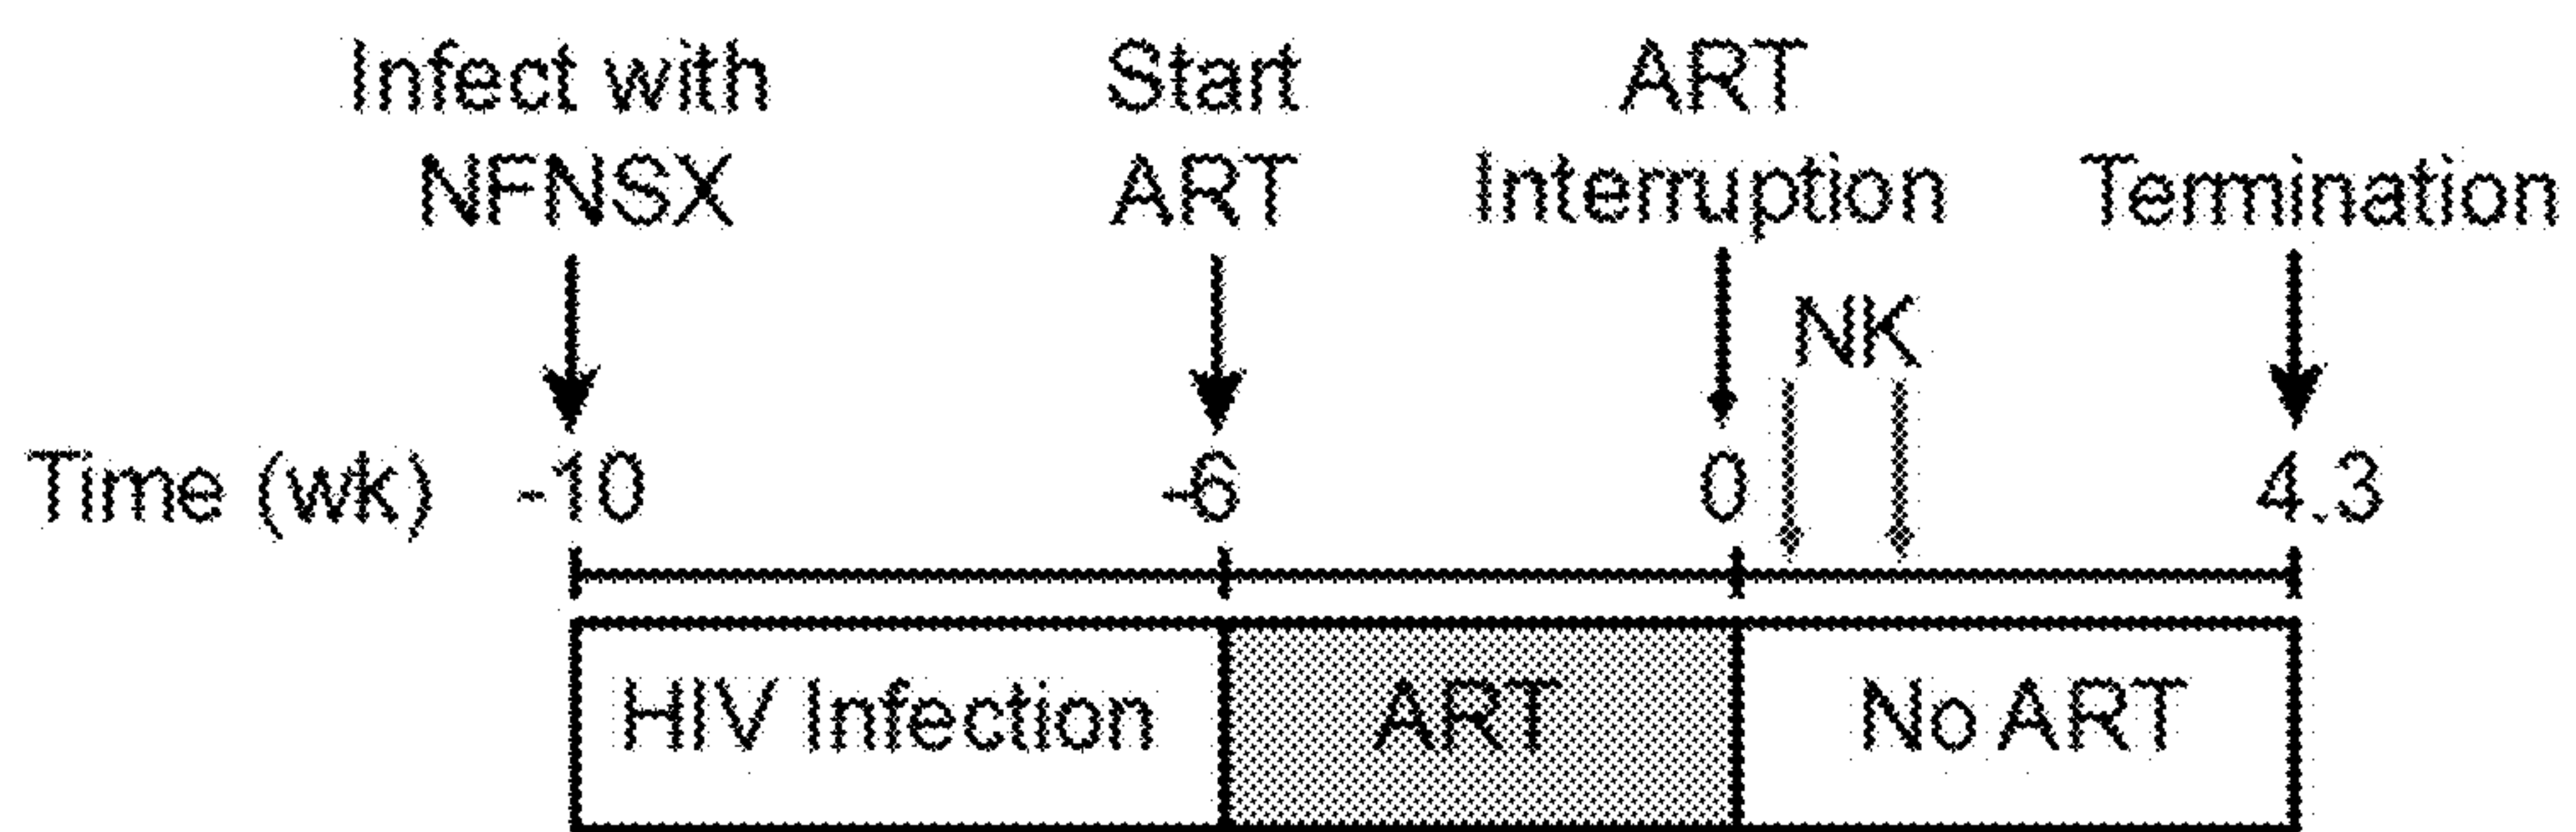 Infect with
NFNSX
Start
ART
ART
Interruption
Termination
NK
Time (wk) -10 -6 0 4.3
HIV Infection ART No ART